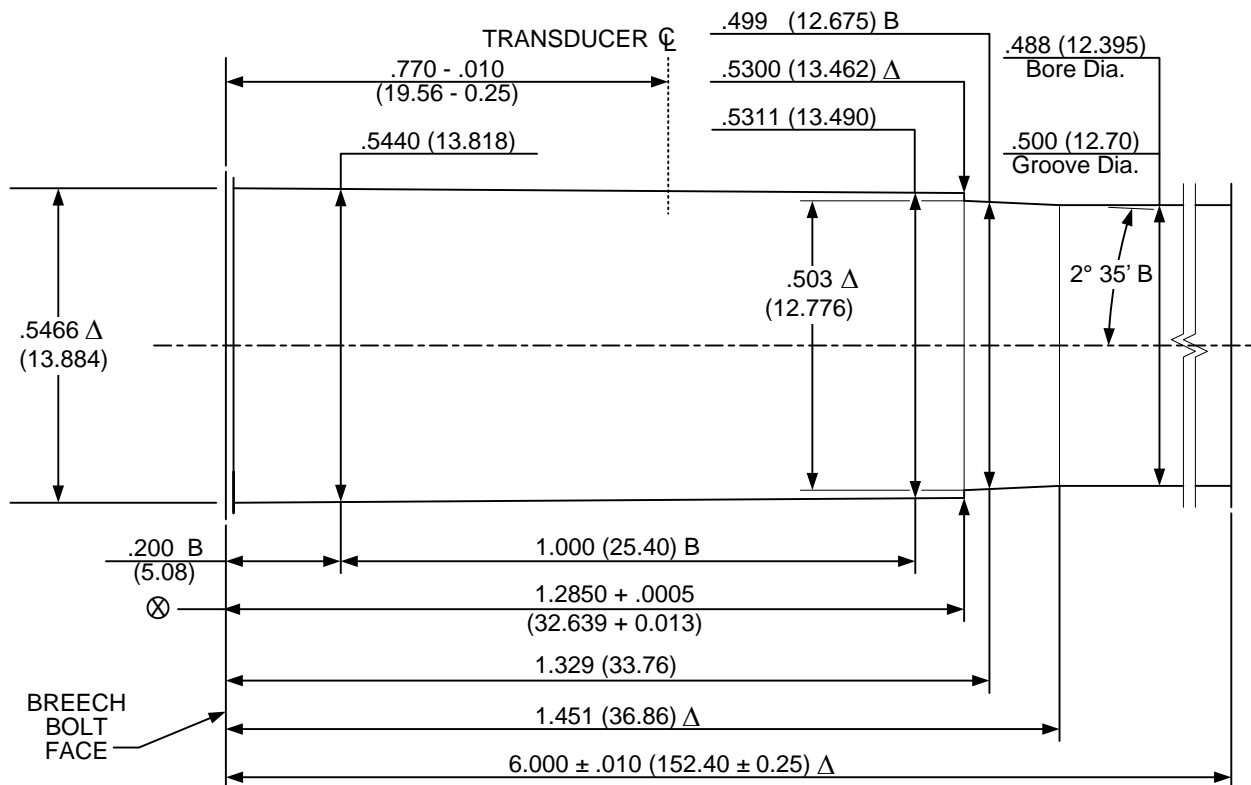 TRANSDUCER ℄
.770 - .010
(19.56 - 0.25)
.499 (12.675) B
.5300 (13.462) Δ
.5311 (13.490)
.488 (12.395)
Bore Dia.
.500 (12.70)
Groove Dia.
.5440 (13.818)
.5466 Δ
(13.884)
.503 Δ
(12.776)
2° 35’ B
.200 B
(5.08)
1.000 (25.40) B
1.2850 + .0005
(32.639 + 0.013)
1.329 (33.76)
BREECH
BOLT
FACE
1.451 (36.86) Δ
6.000 ± .010 (152.40 ± 0.25) Δ